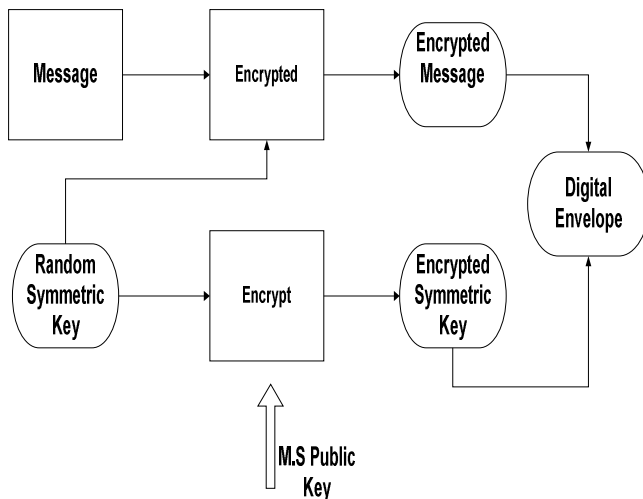 Message
Encrypted
Encrypted
Message
Digital
Envelope
Random
Symmetric
Key
Encrypt
Encrypted
Symmetric
Key
M.S Public
Key